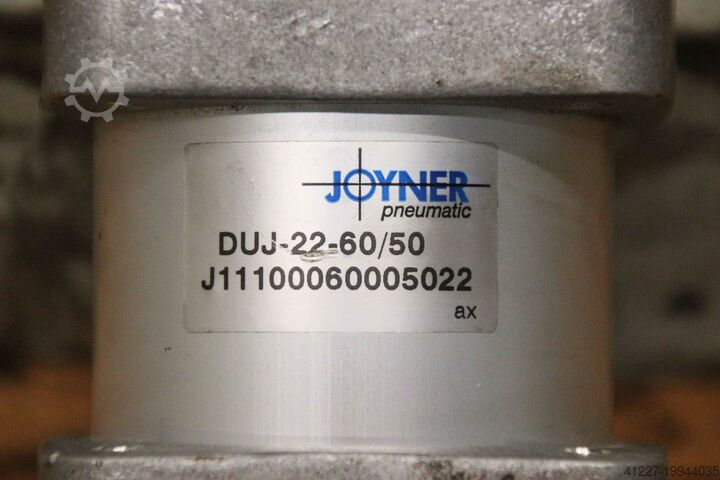 JOYNER
pneumatic
DUJ-22-60/50
J11100060005022
ax
41227-19944035